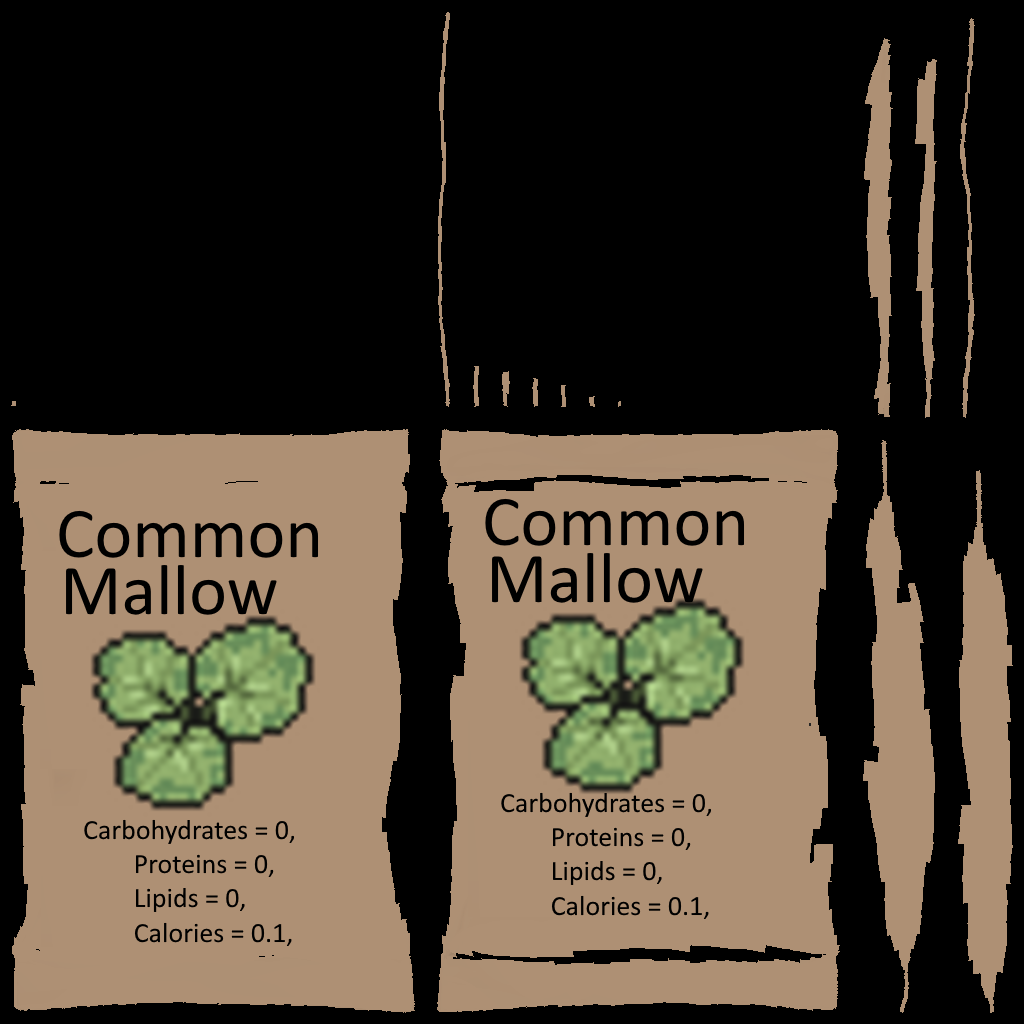 Common
Mallow
Carbohydrates = 0,
Proteins = 0,
Lipids = 0,
Calories = 0.1,
Common
Mallow
Carbohydrates = 0,
Proteins = 0,
Lipids = 0,
Calories = 0.1,